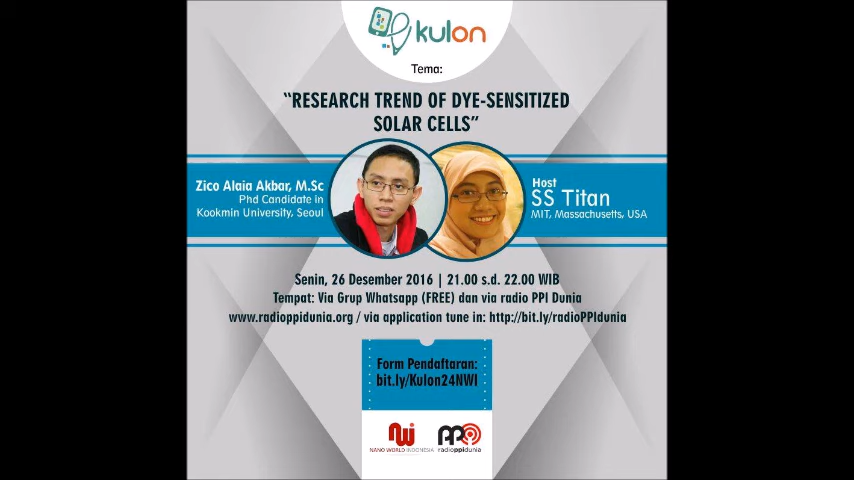 kulon
Tema:
“RESEARCH TREND OF DYE-SENSITIZED
SOLAR CELLS”
Zico Alaia Akbar, M.Sc
Phd Candidate in
Kookmin University, Seoul
Host
SS Titan
MIT, Massachusetts, USA
Senin, 26 Desember 2016 | 21.00 s.d. 22.00 WIB
Tempat: Via Grup Whatsapp (FREE) dan via radio PPI Dunia
www.radioppidunia.org / via application tune in: http://bit.ly/radioPPIdunia
Form Pendaftaran:
bit.ly/Kulon24NWI
NANO WORLD INDONESIA
radioppidunia